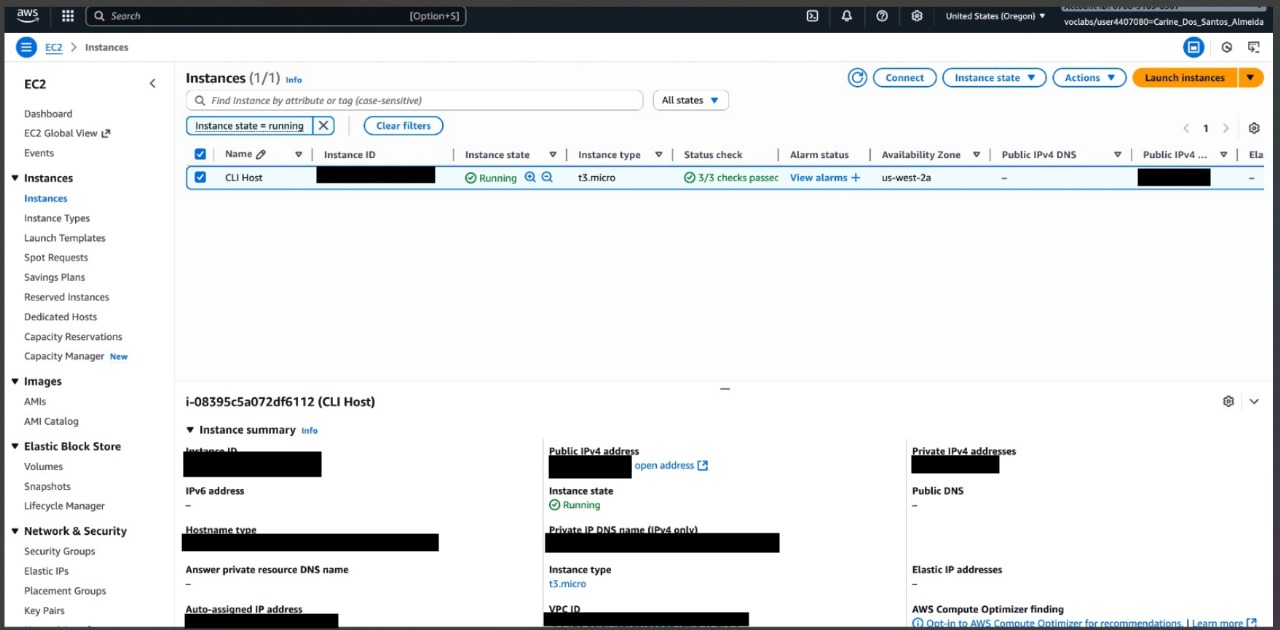 aws Search [Option+S] United States (Oregon)
voclabs/user4407080=Carine_Dos_Santos_Almeida
EC2 > Instances
EC2
Dashboard
EC2 Global View
Events
Instances
Instances
Instance Types
Launch Templates
Spot Requests
Savings Plans
Reserved Instances
Dedicated Hosts
Capacity Reservations
Capacity Manager New
Images
AMIs
AMI Catalog
Elastic Block Store
Volumes
Snapshots
Lifecycle Manager
Network & Security
Security Groups
Elastic IPs
Placement Groups
Key Pairs
Instances (1/1) Info
Connect Instance state Actions Launch instances
Find Instance by attribute or tag (case-sensitive) All states
Instance state = running Clear filters
1
Name Instance ID Instance state Instance type Status check Alarm status Availability Zone Public IPv4 DNS Public IPv4 ... Ela
CLI Host Running t3.micro 3/3 checks passec View alarms + us-west-2a – –
i-08395c5a072df6112 (CLI Host)
Instance summary Info
Instance ID
IPv6 address
–
Hostname type
Answer private resource DNS name
–
Auto-assigned IP address
Public IPv4 address
open address
Instance state
Running
Private IP DNS name (IPv4 only)
Instance type
t3.micro
VPC ID
Private IPv4 addresses
Public DNS
–
Elastic IP addresses
–
AWS Compute Optimizer finding
Opt-in to AWS Compute Optimizer for recommendations. | Learn more